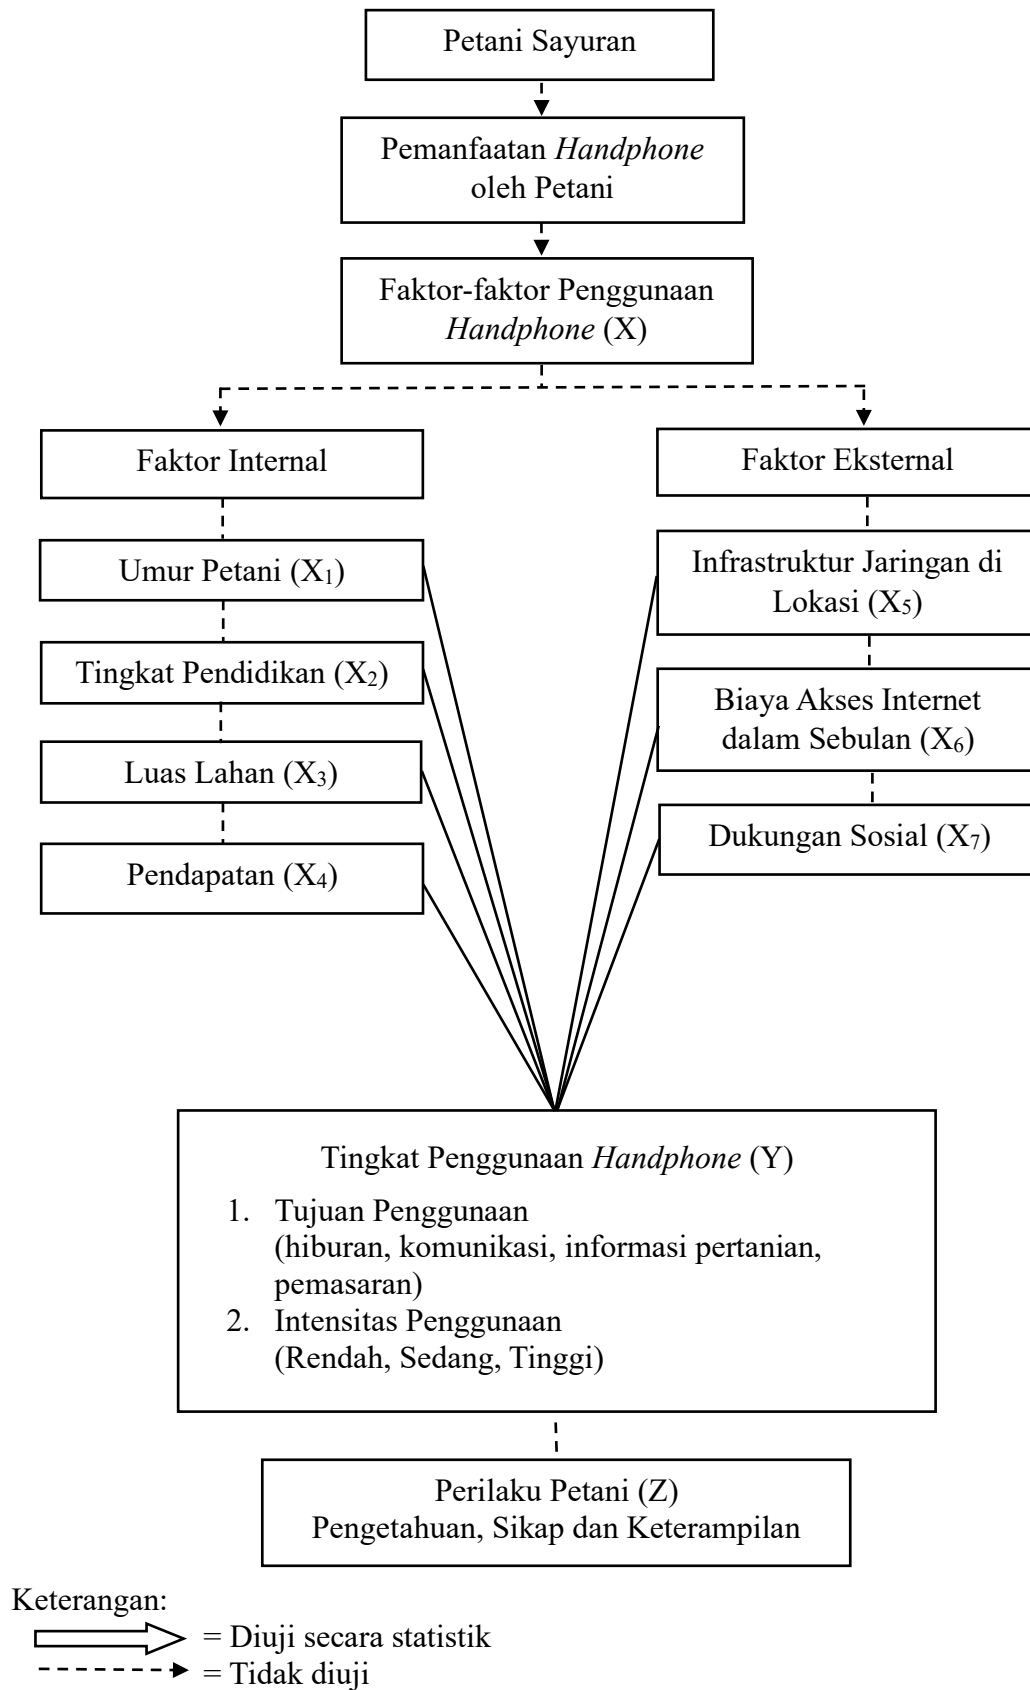 Petani Sayuran
Pemanfaatan Handphone
oleh Petani
Faktor-faktor Penggunaan
Handphone (X)
Faktor Internal
Umur Petani (X₁)
Tingkat Pendidikan (X₂)
Luas Lahan (X₃)
Pendapatan (X₄)
Faktor Eksternal
Infrastruktur Jaringan di
Lokasi (X₅)
Biaya Akses Internet
dalam Sebulan (X₆)
Dukungan Sosial (X₇)
Tingkat Penggunaan Handphone (Y)
1. Tujuan Penggunaan
(hiburan, komunikasi, informasi pertanian,
pemasaran)
2. Intensitas Penggunaan
(Rendah, Sedang, Tinggi)
Perilaku Petani (Z)
Pengetahuan, Sikap dan Keterampilan
Keterangan:
= Diuji secara statistik
= Tidak diuji